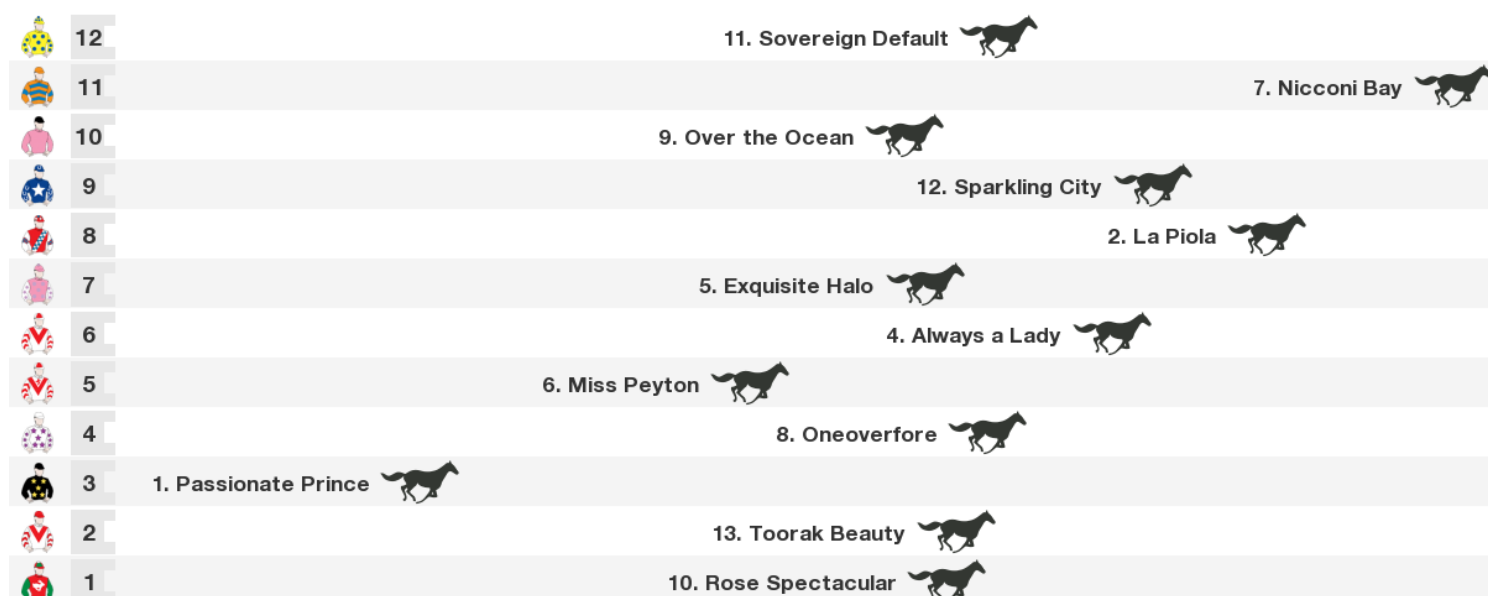 12 11. Sovereign Default
11 7. Nicconi Bay
10 9. Over the Ocean
9 12. Sparkling City
8 2. La Piola
7 5. Exquisite Halo
6 4. Always a Lady
5 6. Miss Peyton
4 8. Oneoverfore
3 1. Passionate Prince
2 13. Toorak Beauty
1 10. Rose Spectacular